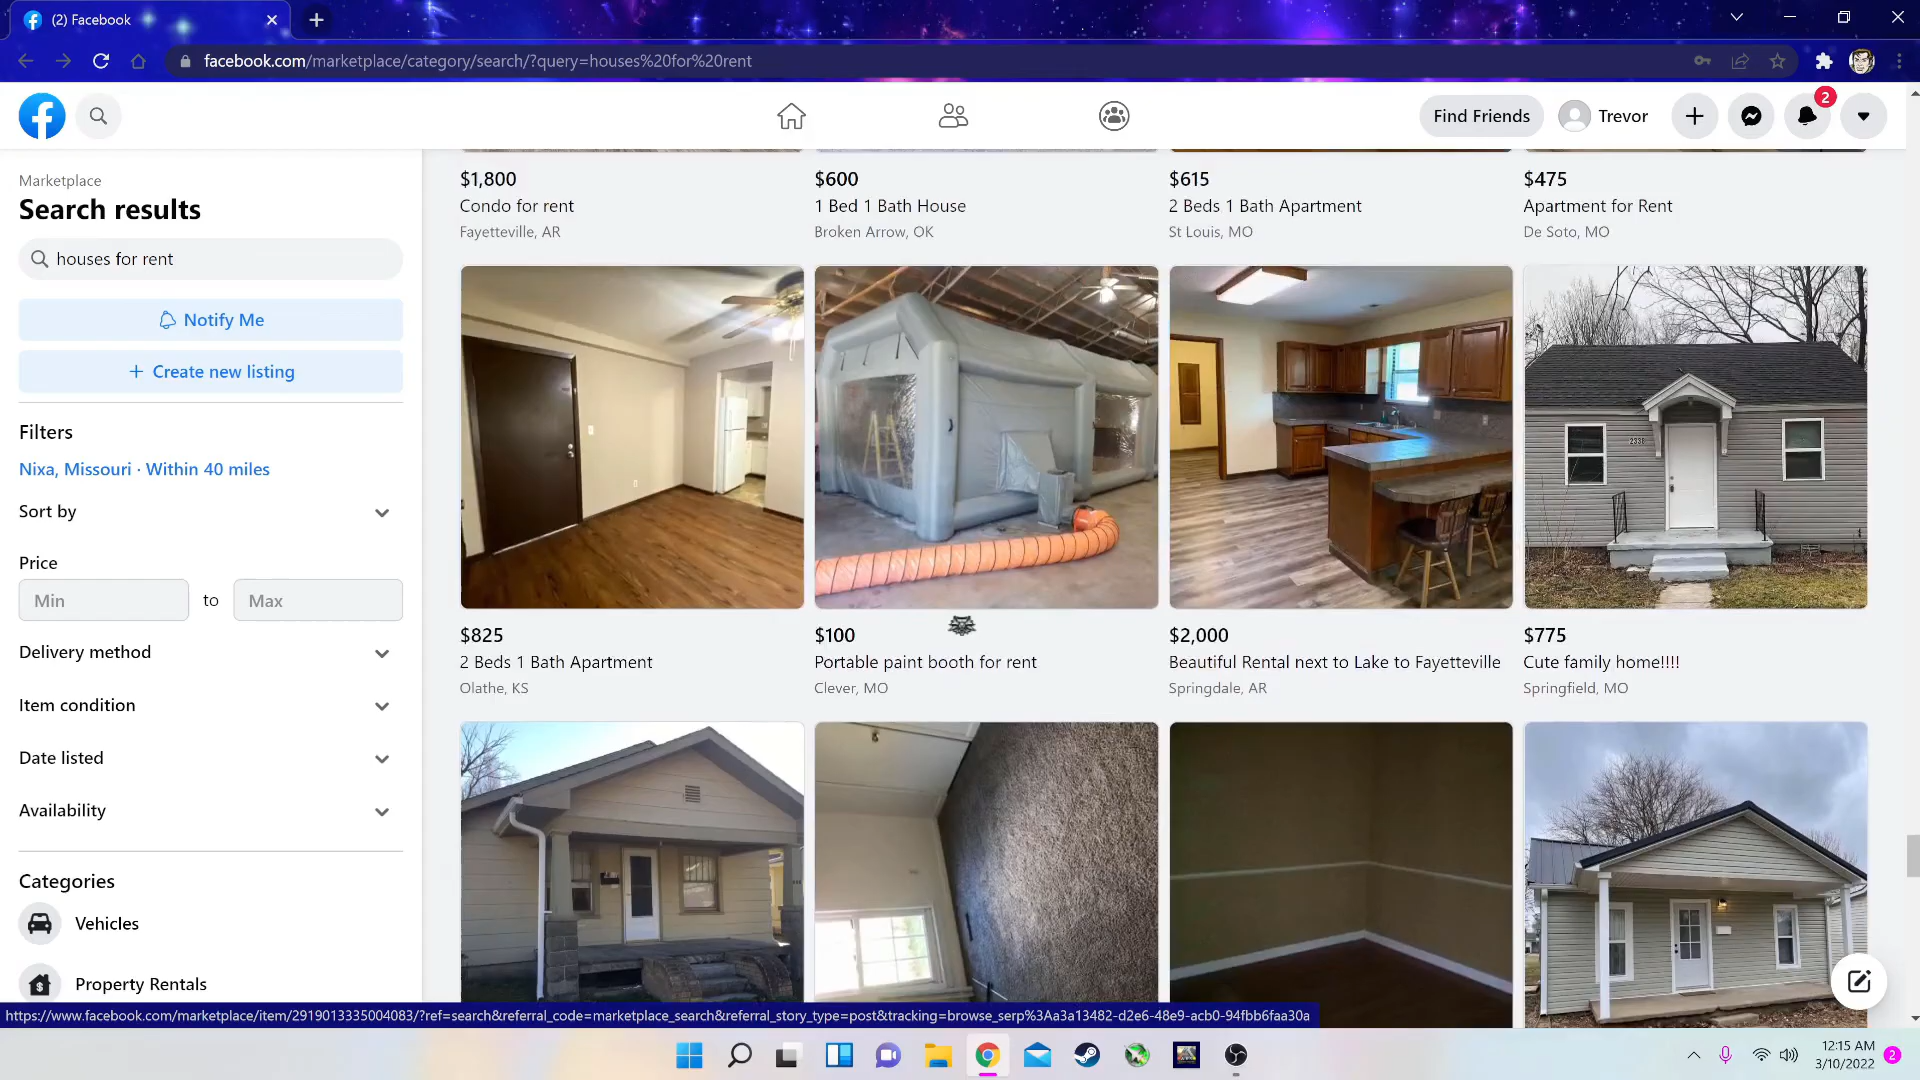 (2) Facebook
facebook.com/marketplace/category/search/?query=houses%20for%20rent
Find Friends
Trevor
2
Marketplace
Search results
houses for rent
Notify Me
Create new listing
Filters
Nixa, Missouri · Within 40 miles
Sort by
Price
Min to Max
Delivery method
Item condition
Date listed
Availability
Categories
Vehicles
Property Rentals
$1,800
Condo for rent
Fayetteville, AR
$600
1 Bed 1 Bath House
Broken Arrow, OK
$615
2 Beds 1 Bath Apartment
St Louis, MO
$475
Apartment for Rent
De Soto, MO
$825
2 Beds 1 Bath Apartment
Olathe, KS
$100
Portable paint booth for rent
Clever, MO
$2,000
Beautiful Rental next to Lake to Fayetteville
Springdale, AR
2338
$775
Cute family home!!!!
Springfield, MO
https://www.facebook.com/marketplace/item/2919013335004083/?ref=search&referral_code=marketplace_search&referral_story_type=post&tracking=browse_serp%3Aa3a13482-d2e6-48e9-acb0-94fbb6faa30a
12:15 AM
3/10/2022
2